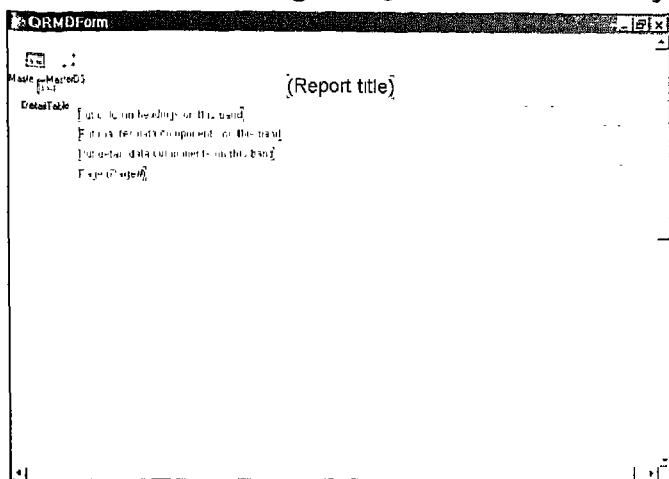 QRMDForm
MasterDS
(Report title)
DetailTable
Put column headings on this band
Put master data components on this band
Put detail data components on this band
Page (Page#)